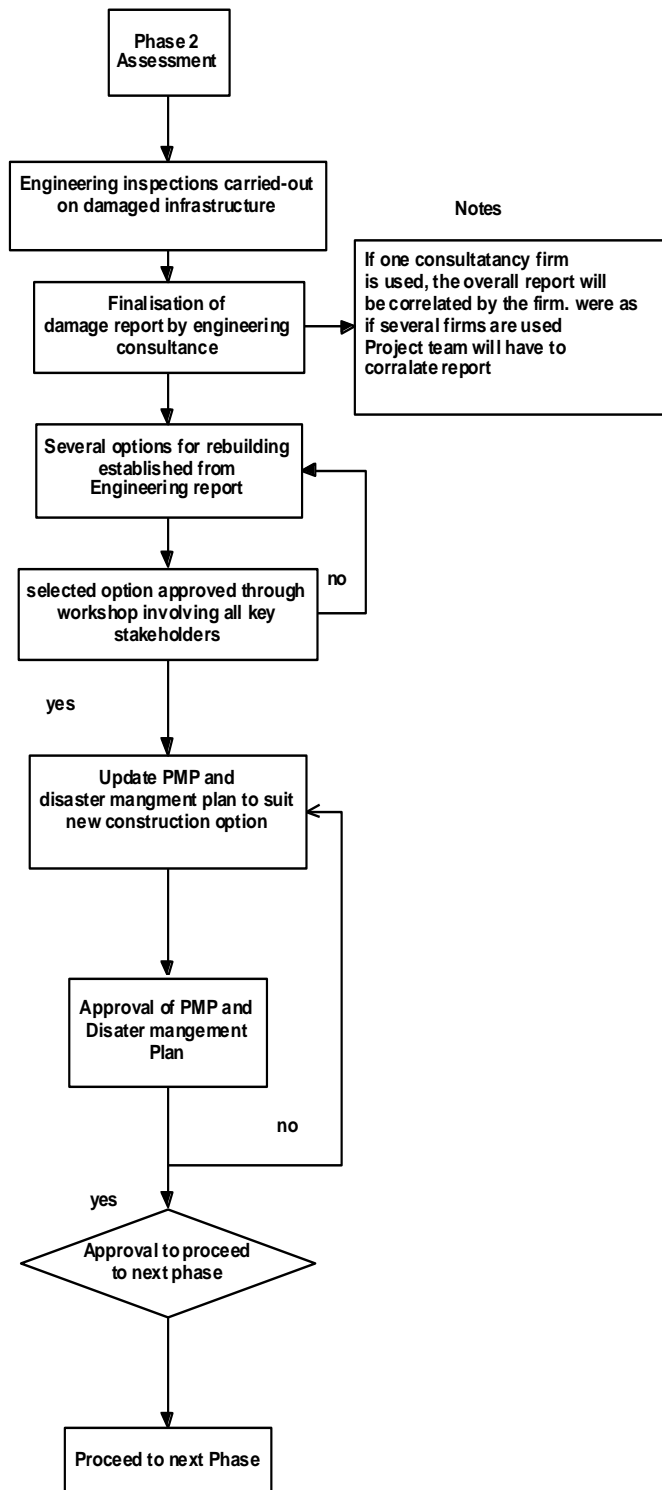 Phase 2
Assessment
Engineering inspections carried-out
on damaged infrastructure
Notes
If one consultatancy firm
is used, the overall report will
be correlated by the firm. were as
if several firms are used
Project team will have to
corralate report
Finalisation of
damage report by engineering
consultance
Several options for rebuilding
established from
Engineering report
no
selected option approved through
workshop involving all key
stakeholders
yes
Update PMP and
disaster mangment plan to suit
new construction option
Approval of PMP and
Disater mangement
Plan
no
yes
Approval to proceed
to next phase
Proceed to next Phase